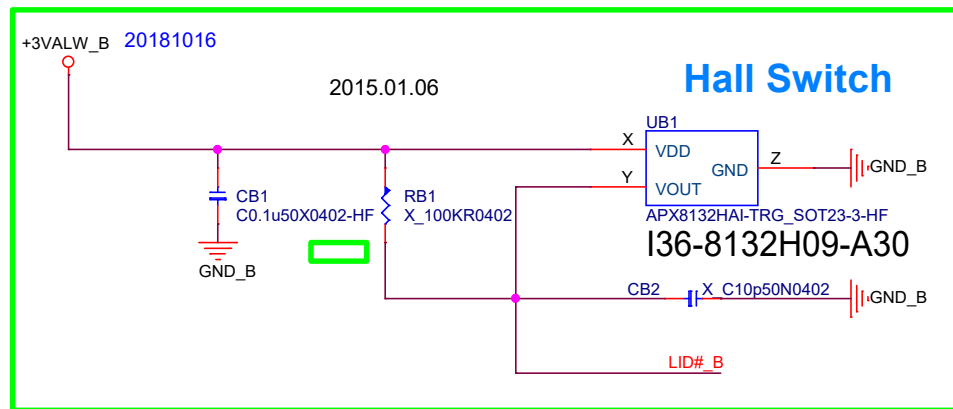 +3VALW_B
20181016
2015.01.06
Hall Switch
UB1
X
VDD
Z
GND
GND_B
Y
VOUT
CB1
C0.1u50X0402-HF
RB1
X_100KR0402
APX8132HAI-TRG_SOT23-3-HF
I36-8132H09-A30
GND_B
CB2
X_C10p50N0402
GND_B
LID#_B